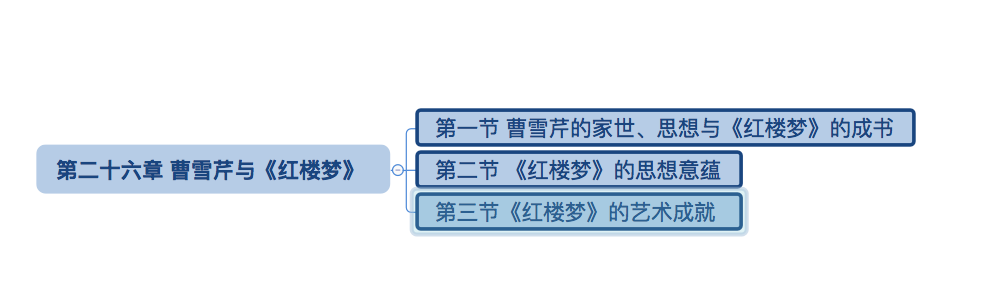 第二十六章 曹雪芹与《红楼梦》
第一节 曹雪芹的家世、思想与《红楼梦》的成书
第二节 《红楼梦》的思想意蕴
第三节《红楼梦》的艺术成就